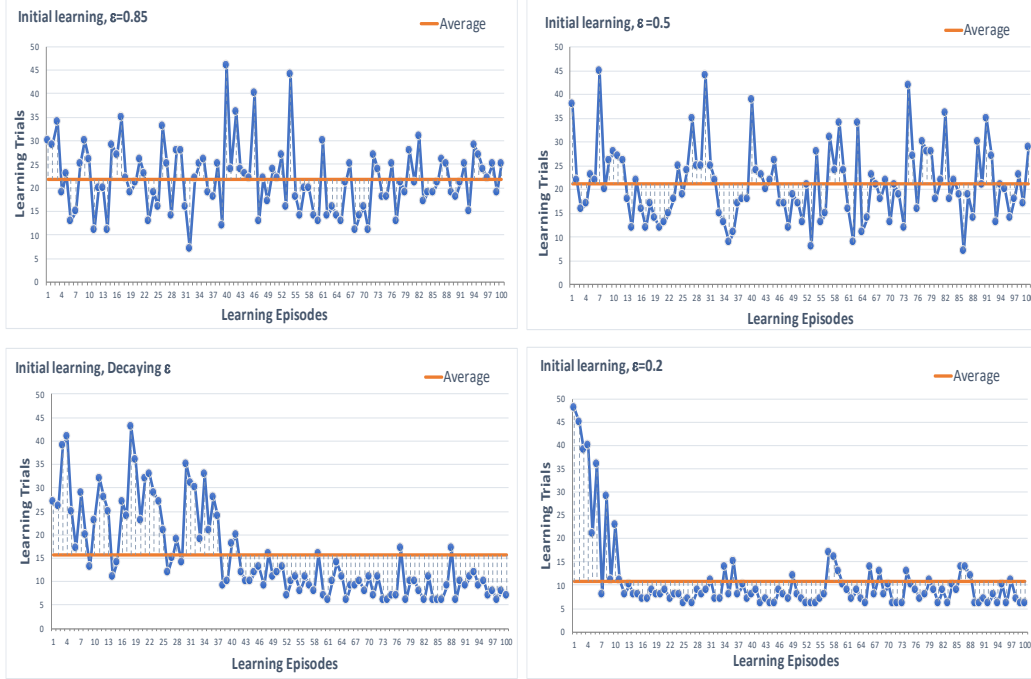 Initial learning, ε=0.85
Average
50
45
40
35
30
25
20
15
10
5
0
Learning Trials
1 4 7 10 13 16 19 22 25 28 31 34 37 40 43 46 49 52 55 58 61 64 67 70 73 76 79 82 85 88 91 94 97 100
Learning Episodes
Initial learning, ε=0.5
Average
50
45
40
35
30
25
20
15
10
5
0
Learning Trials
1 4 7 10 13 16 19 22 25 28 31 34 37 40 43 46 49 52 55 58 61 64 67 70 73 76 79 82 85 88 91 94 97 100
Learning Episodes
Initial learning, Decaying ε
Average
50
45
40
35
30
25
20
15
10
5
0
Learning Trials
1 4 7 10 13 16 19 22 25 28 31 34 37 40 43 46 49 52 55 58 61 64 67 70 73 76 79 82 85 88 91 94 97 100
Learning Episodes
Initial learning, ε=0.2
Average
50
45
40
35
30
25
20
15
10
5
0
Learning Trials
1 4 7 10 13 16 19 22 25 28 31 34 37 40 43 46 49 52 55 58 61 64 67 70 73 76 79 82 85 88 91 94 97 100
Learning Episodes